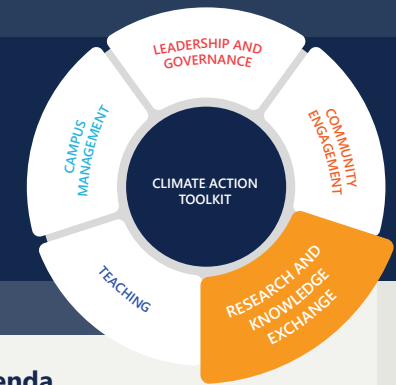 LEADERSHIP AND
GOVERNANCE
COMMUNITY
ENGAGEMENT
RESEARCH AND
KNOWLEDGE
EXCHANGE
TEACHING
CAMPUS
MANAGEMENT
CLIMATE ACTION
TOOLKIT